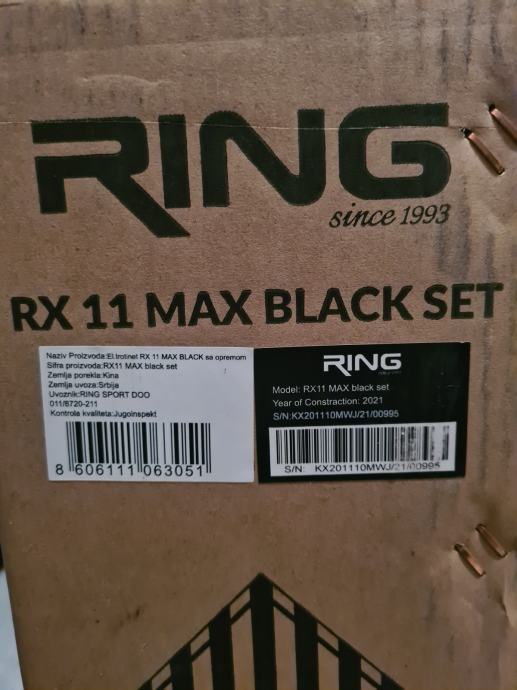 RING
since 1993
RX 11 MAX BLACK SET
Naziv Proizvoda:El.trotinet RX 11 MAX BLACK sa opremom
Sifra proizvoda:RX11 MAX black set
Zemlja porekla:Kina
Zemlja uvoza:Srbija
Uvoznik:RING SPORT DOO
011/8720-211
Kontrola kvaliteta:Jugoinspekt
8 606111 063051
RING
Model: RX11 MAX black set
Year of Constraction: 2021
S/N:KX201110MWJ/21/00995
S/N: KX201110MWJ/21/00995